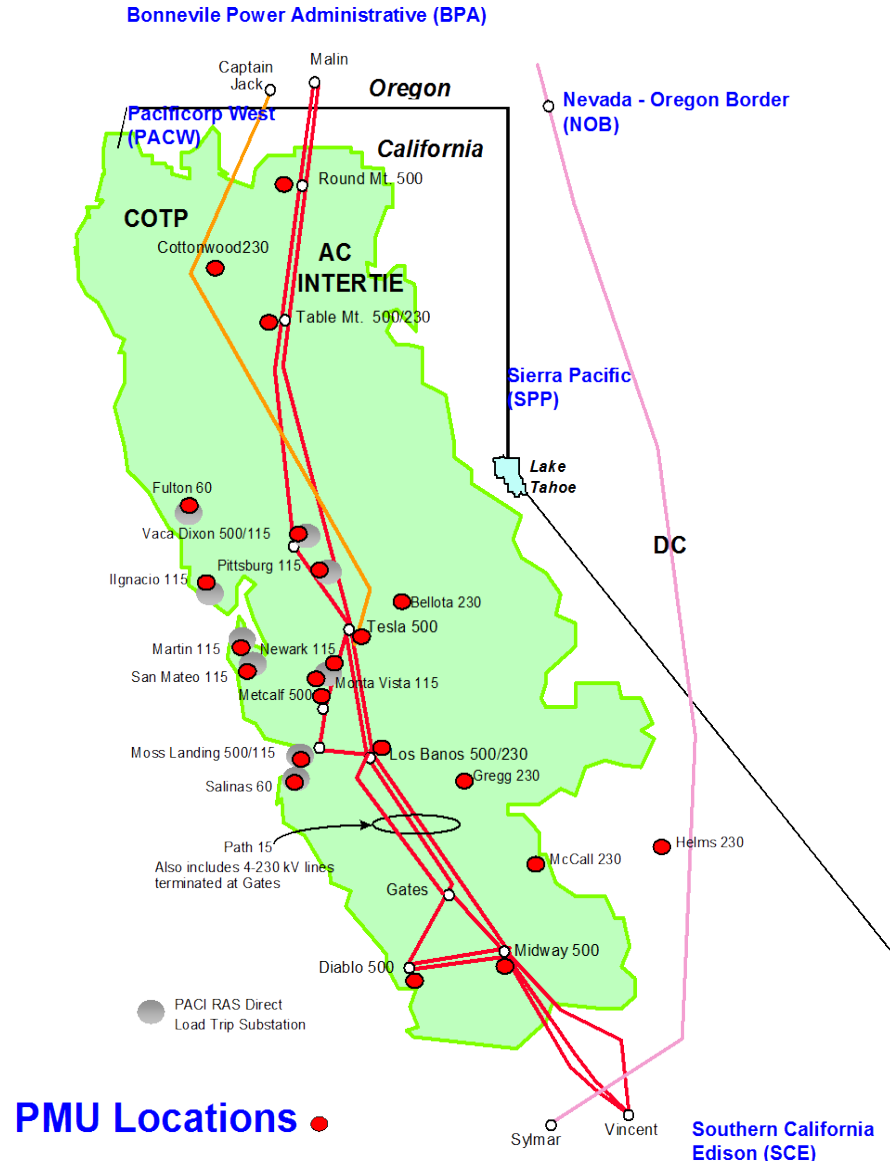 Bonnevile Power Administrative (BPA)
Captain
Jack
Malin
Oregon
Nevada - Oregon Border
(NOB)
Pacificorp West
(PACW)
California
Round Mt. 500
COTP
Cottonwood230
AC
INTERTIE
Table Mt. 500/230
Sierra Pacific
(SPP)
Lake
Tahoe
Fulton 60
Vaca Dixon 500/115
DC
Pittsburg 115
IIgnacio 115
Bellota 230
Tesla 500
Martin 115
Newark 115
San Mateo 115
Monta Vista 115
Metcalf 500
Moss Landing 500/115
Los Banos 500/230
Salinas 60
Gregg 230
Path 15
Also includes 4-230 kV lines
terminated at Gates
Helms 230
McCall 230
Gates
Midway 500
Diablo 500
PACI RAS Direct
Load Trip Substation
PMU Locations
Sylmar
Vincent
Southern California
Edison (SCE)